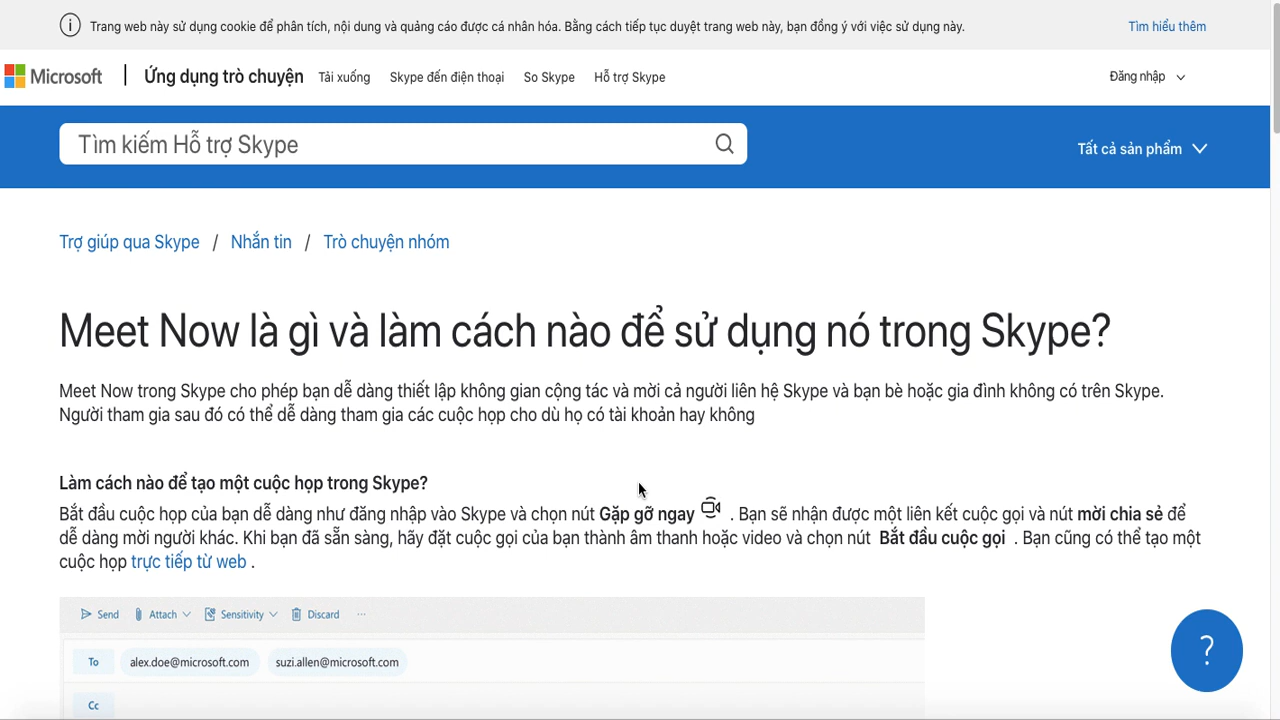 Trang web này sử dụng cookie để phân tích, nội dung và quảng cáo được cá nhân hóa. Bằng cách tiếp tục duyệt trang web này, bạn đồng ý với việc sử dụng này. Tìm hiểu thêm
Microsoft Ứng dụng trò chuyện Tải xuống Skype đến điện thoại So Skype Hỗ trợ Skype Đăng nhập
Tìm kiếm Hỗ trợ Skype Tất cả sản phẩm
Trợ giúp qua Skype / Nhắn tin / Trò chuyện nhóm
Meet Now là gì và làm cách nào để sử dụng nó trong Skype?
Meet Now trong Skype cho phép bạn dễ dàng thiết lập không gian cộng tác và mời cả người liên hệ Skype và bạn bè hoặc gia đình không có trên Skype.
Người tham gia sau đó có thể dễ dàng tham gia các cuộc họp cho dù họ có tài khoản hay không
Làm cách nào để tạo một cuộc họp trong Skype?
Bắt đầu cuộc họp của bạn dễ dàng như đăng nhập vào Skype và chọn nút Gặp gỡ ngay . Bạn sẽ nhận được một liên kết cuộc gọi và nút mời chia sẻ để
dễ dàng mời người khác. Khi bạn đã sẵn sàng, hãy đặt cuộc gọi của bạn thành âm thanh hoặc video và chọn nút Bắt đầu cuộc gọi . Bạn cũng có thể tạo một
cuộc họp trực tiếp từ web .
Send Attach Sensitivity Discard ...
To alex.doe@microsoft.com suzi.allen@microsoft.com
?
Cc